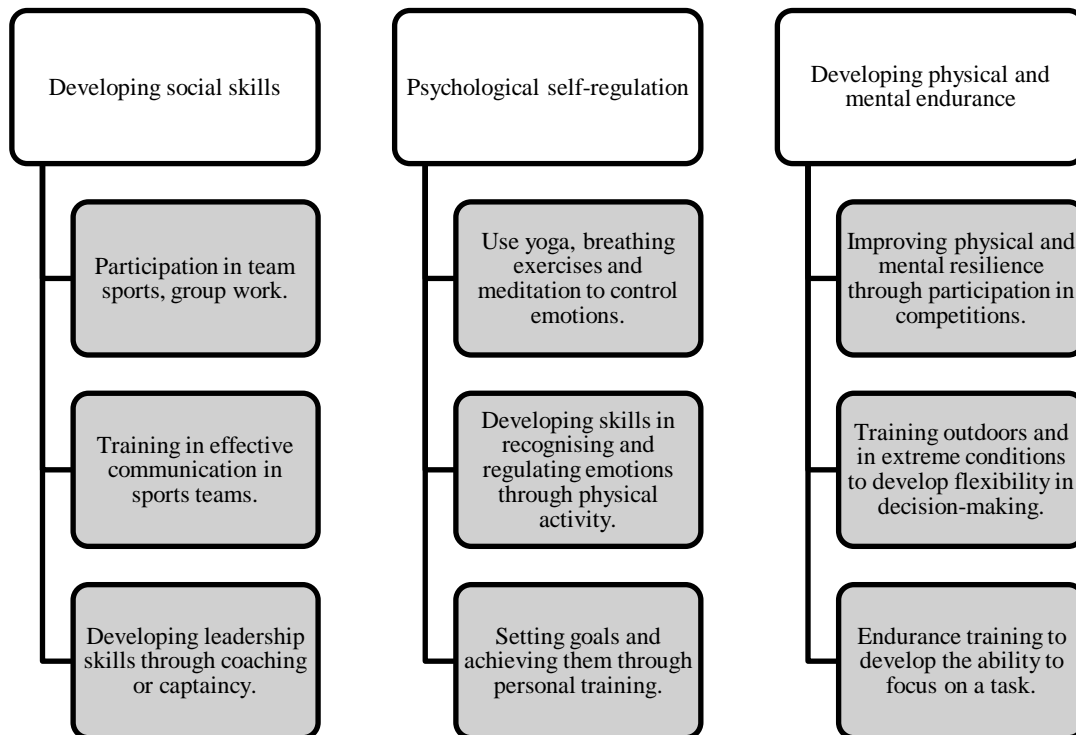 Developing social skills
Participation in team
sports, group work.
Training in effective
communication in
sports teams.
Developing leadership
skills through coaching
or captaincy.
Psychological self-regulation
Use yoga, breathing
exercises and
meditation to control
emotions.
Developing skills in
recognising and
regulating emotions
through physical
activity.
Setting goals and
achieving them through
personal training.
Developing physical and
mental endurance
Improving physical and
mental resilience
through participation in
competitions.
Training outdoors and
in extreme conditions
to develop flexibility in
decision-making.
Endurance training to
develop the ability to
focus on a task.